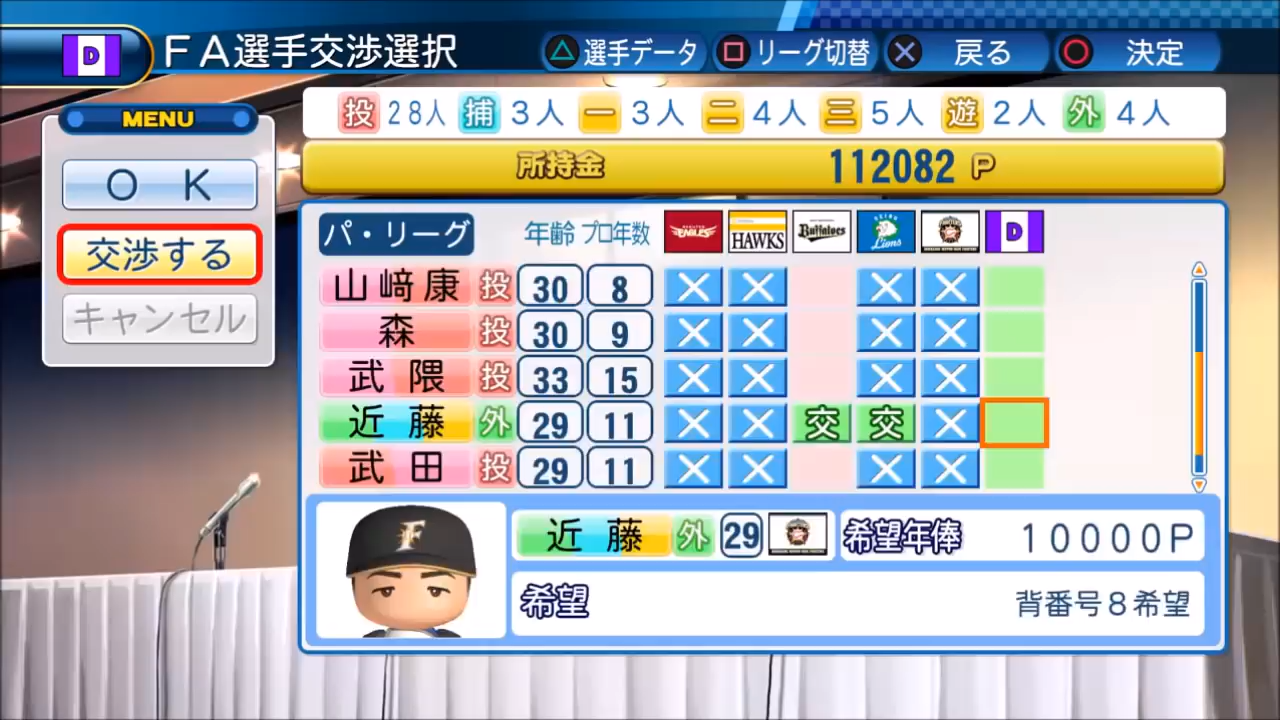 D
FA選手交渉選択
△選手データ □リーグ切替 ×戻る ○決定
MENU
OK
交渉する
キャンセル
投28人 捕3人 一3人 二4人 三5人 遊2人 外4人
所持金 112082P
パ・リーグ 年齢 プロ年数 EAGLES HAWKS Buffaloes SEIBU Lions D
山﨑康 投 30 8 × × × ×
森 投 30 9 × × × ×
武隈 投 33 15 × × × ×
近藤 外 29 11 × × 交 交 ×
武田 投 29 11 × × × ×
F
近藤 外 29 希望年俸 10000P
希望 背番号8希望